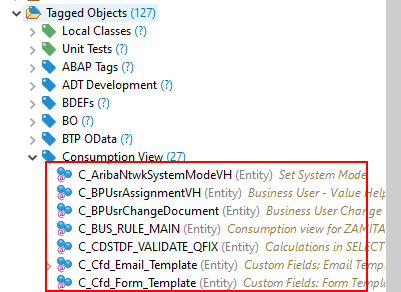 Tagged Objects (127)
Local Classes (?)
Unit Tests (?)
ABAP Tags (?)
ADT Development (?)
BDEFs (?)
BO (?)
BTP OData (?)
Consumption View (27)
C_AribaNtwkSystemModeVH (Entity) Set System Mode
C_BPUsrAssignmentVH (Entity) Business User - Value Help
C_BPUsrChangeDocument (Entity) Business User Change
C_BUS_RULE_MAIN (Entity) Consumption view for ZAMITA
C_CDSTDF_VALIDATE_QFIX (Entity) Calculations in SELECT
C_Cfd_Email_Template (Entity) Custom Fields: Email Temp
C_Cfd_Form_Template (Entity) Custom Fields: Form Temp